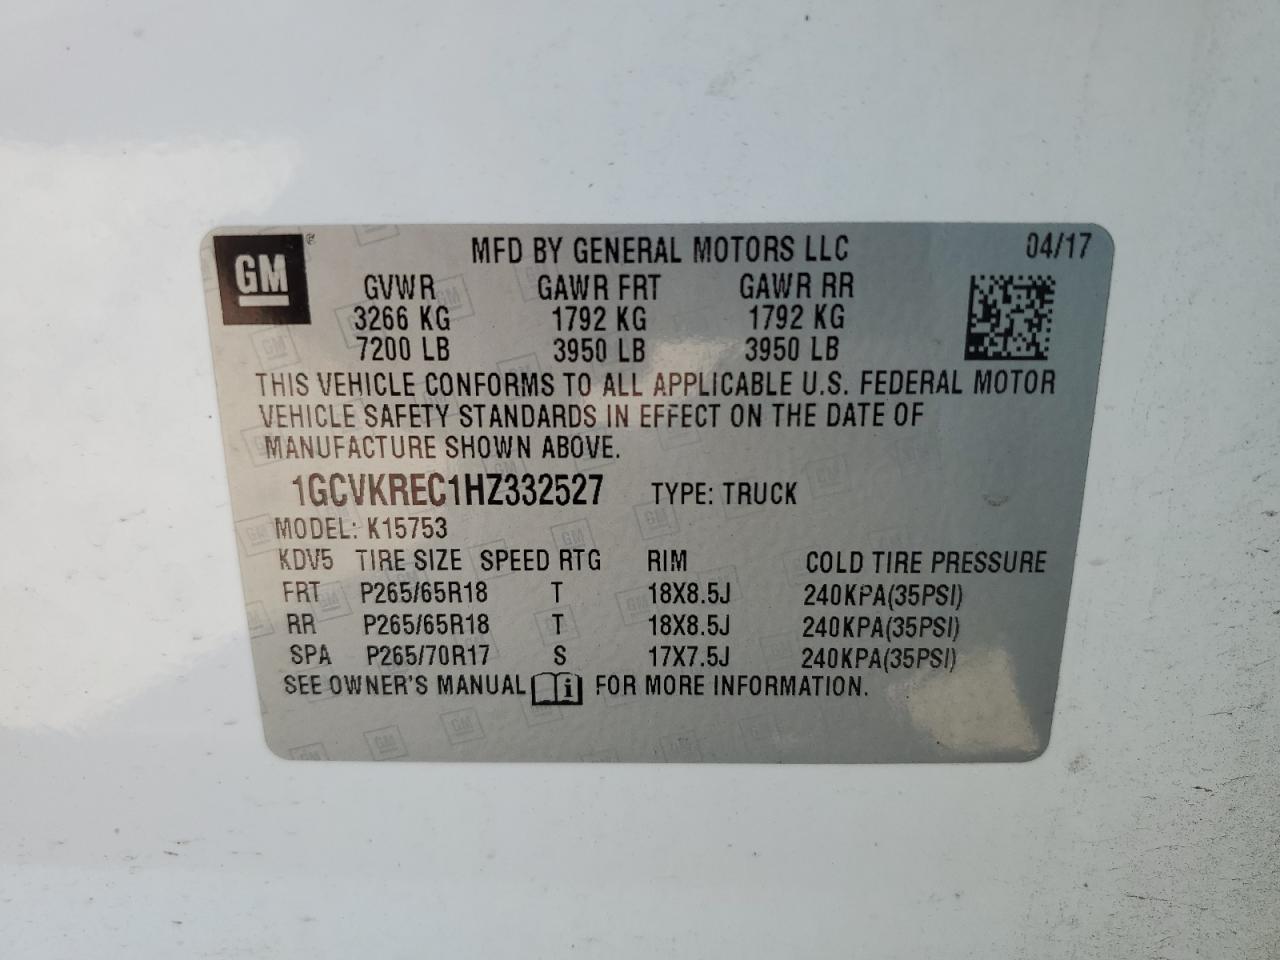 GM ®
MFD BY GENERAL MOTORS LLC 04/17
GVWR GAWR FRT GAWR RR
3266 KG 1792 KG 1792 KG
7200 LB 3950 LB 3950 LB
THIS VEHICLE CONFORMS TO ALL APPLICABLE U.S. FEDERAL MOTOR
VEHICLE SAFETY STANDARDS IN EFFECT ON THE DATE OF
MANUFACTURE SHOWN ABOVE.
1GCVKREC1HZ332527 TYPE: TRUCK
MODEL: K15753
KDV5 TIRE SIZE SPEED RTG RIM COLD TIRE PRESSURE
FRT P265/65R18 T 18X8.5J 240KPA(35PSI)
RR P265/65R18 T 18X8.5J 240KPA(35PSI)
SPA P265/70R17 S 17X7.5J 240KPA(35PSI)
SEE OWNER'S MANUAL i FOR MORE INFORMATION.